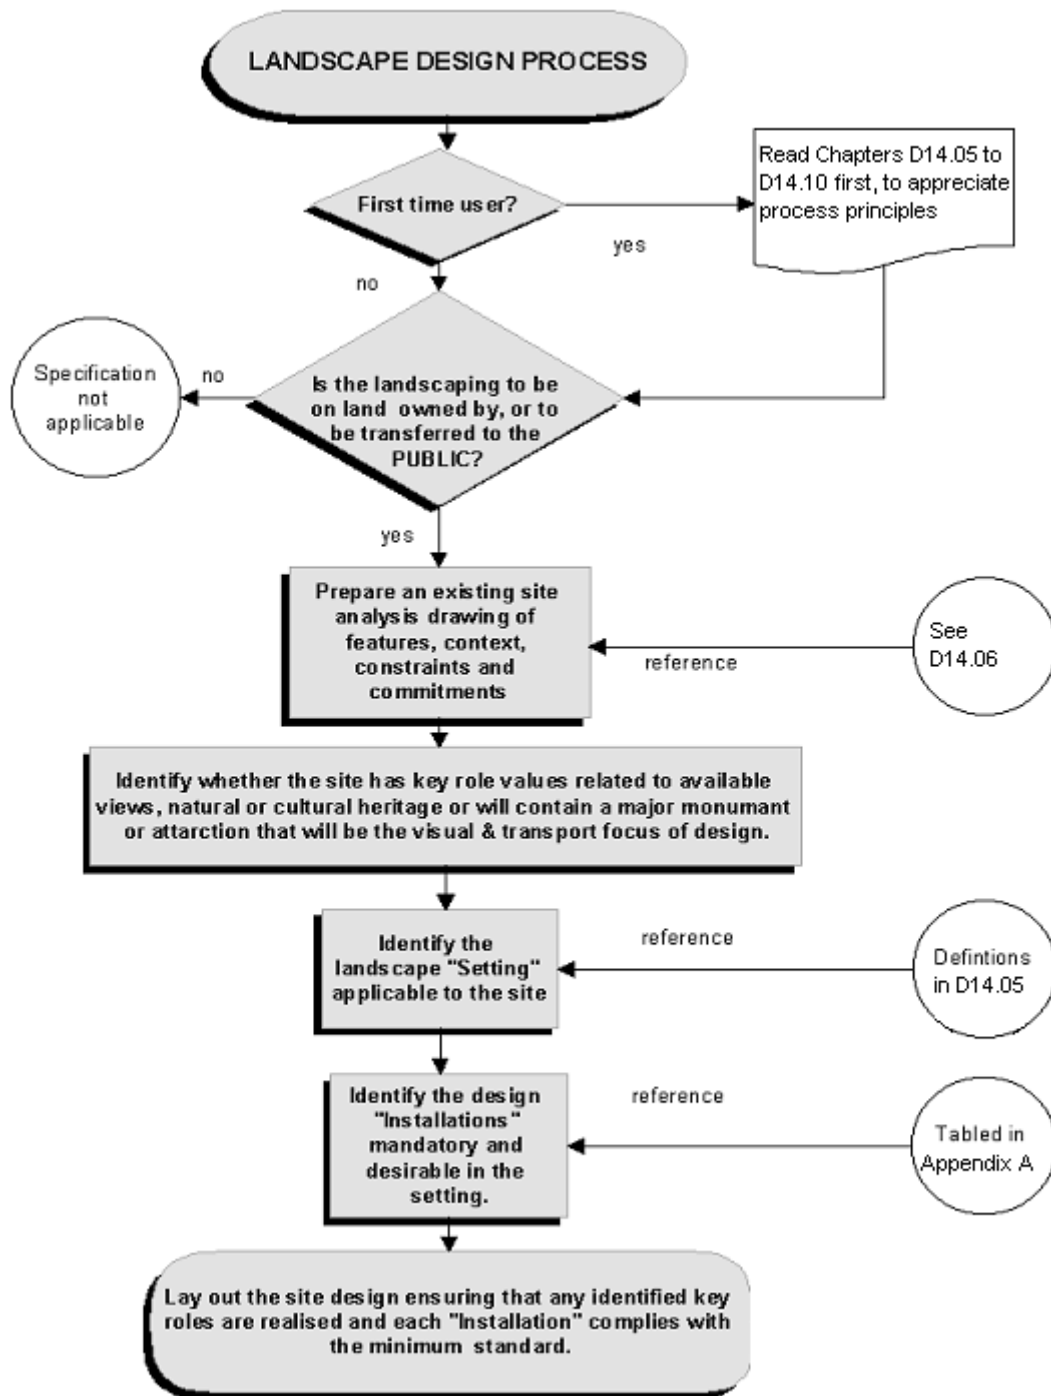 LANDSCAPE DESIGN PROCESS
First time user?
yes
Read Chapters D14.05 to
D14.10 first, to appreciate
process principles
no
Is the landscaping to be
on land owned by, or to
be transferred to the
PUBLIC?
no
Specification
not
applicable
yes
Prepare an existing site
analysis drawing of
features, context,
constraints and
commitments
reference
See
D14.06
Identify whether the site has key role values related to available
views, natural or cultural heritage or will contain a major monumant
or attarction that will be the visual & transport focus of design.
Identify the
landscape "Setting"
applicable to the site
reference
Defintions
in D14.05
Identify the design
"Installations"
mandatory and
desirable in the
setting.
reference
Tabled in
Appendix A
Lay out the site design ensuring that any identified key
roles are realised and each "Installation" complies with
the minimum standard.